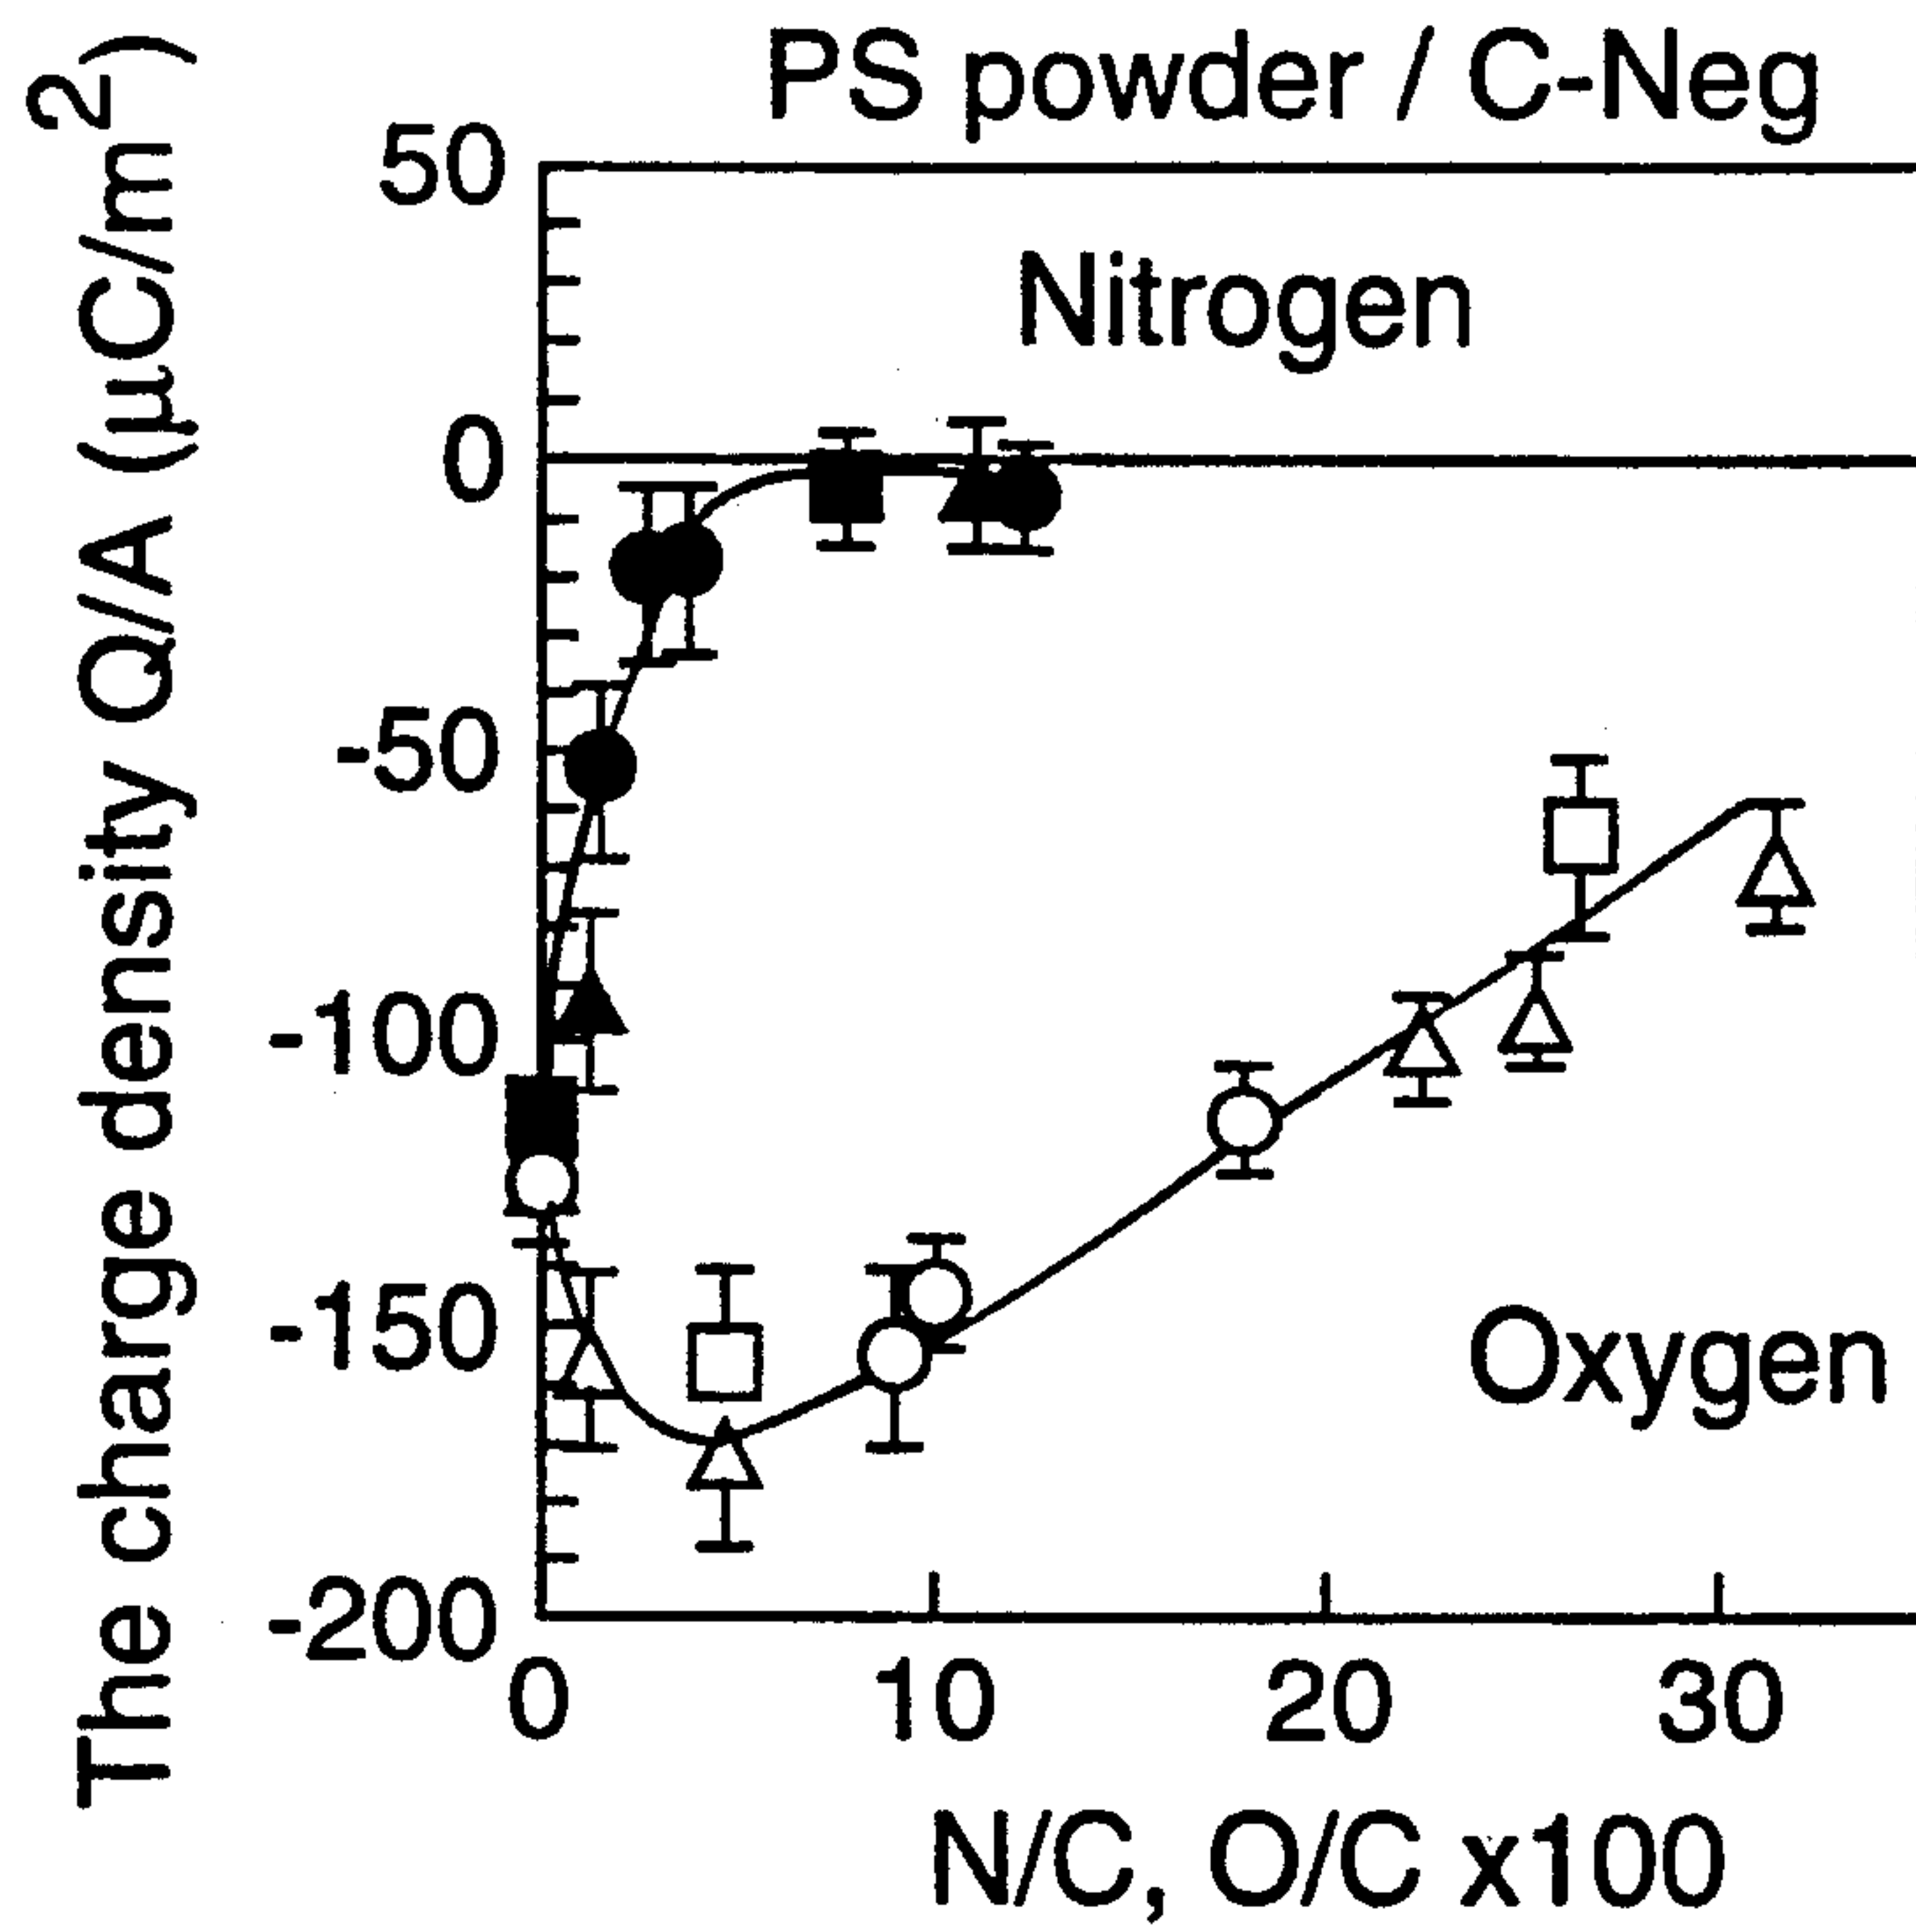 PS powder / C-Neg
The charge density Q/A (µC/m²)
50
0
-50
-100
-150
-200
Nitrogen
Oxygen
0 10 20 30
N/C, O/C x100